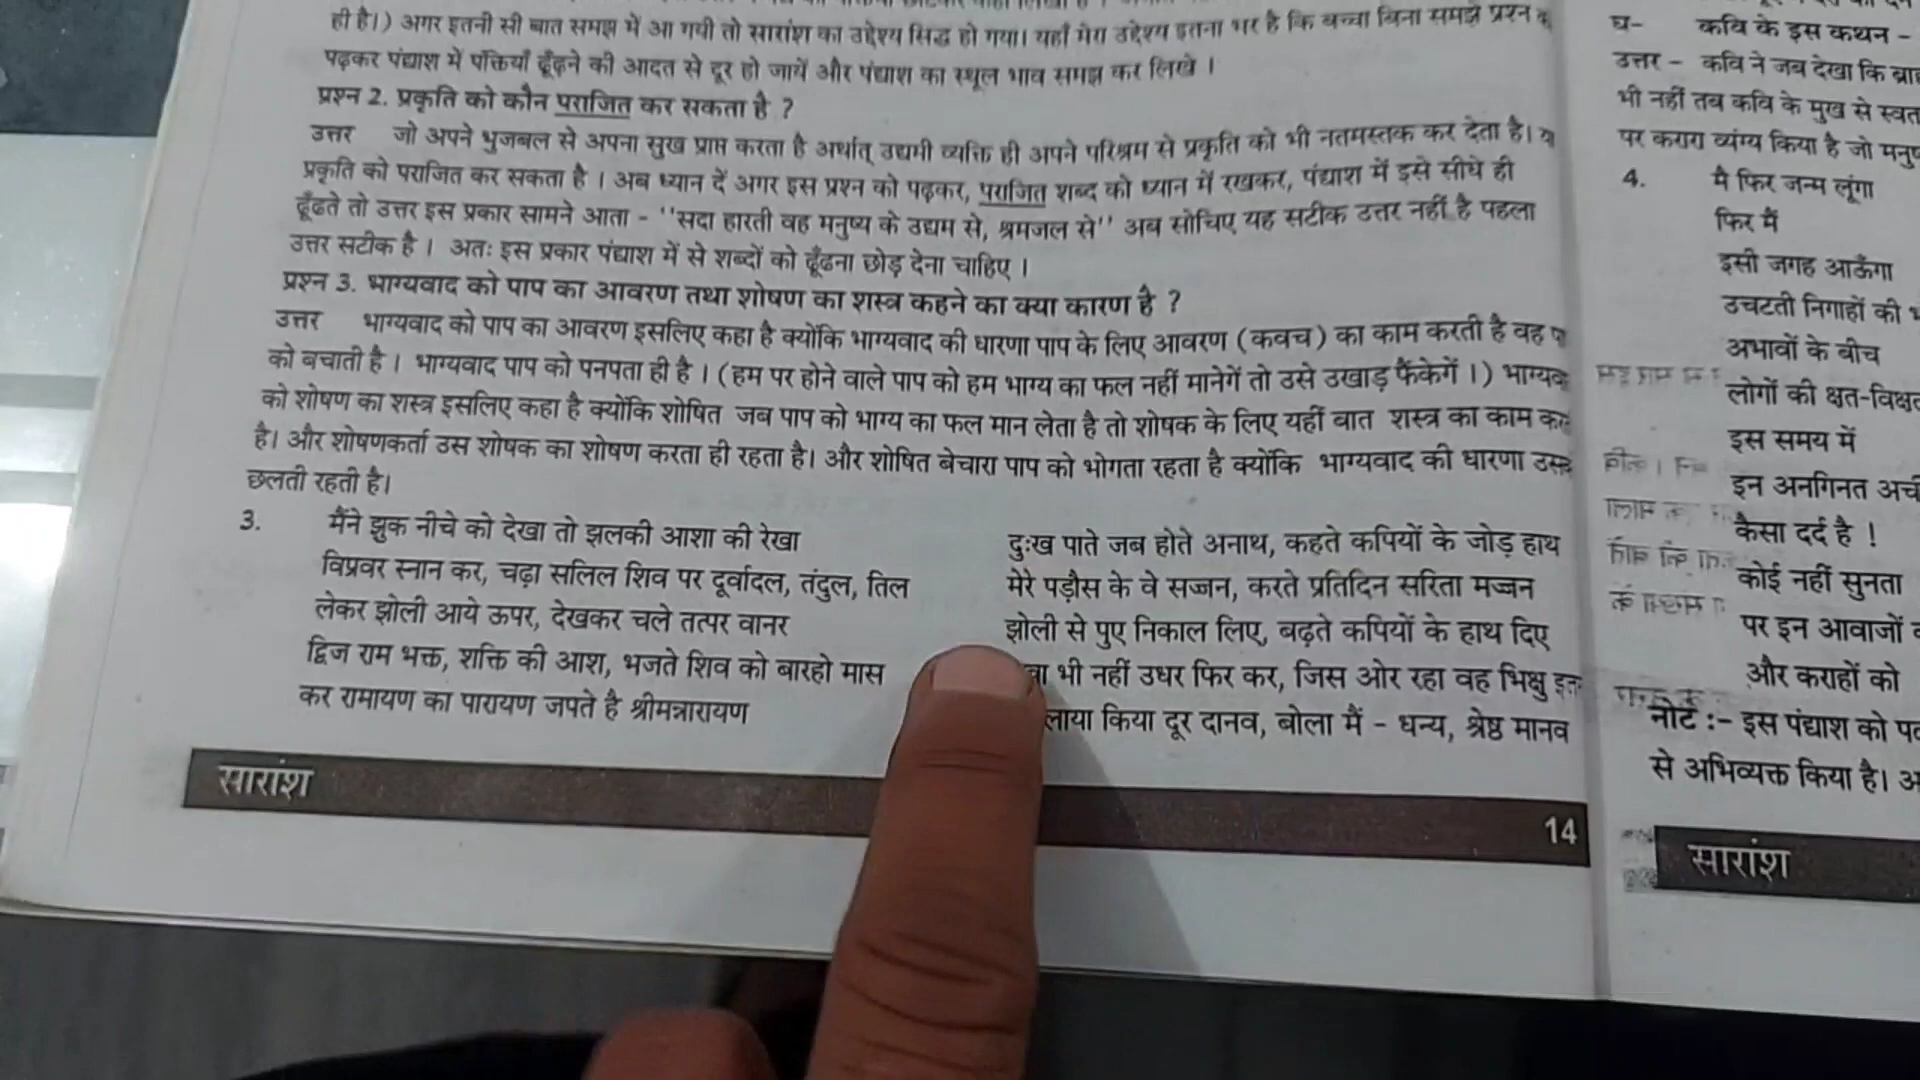 ही है।) अगर इतनी सी बात समझ में आ गयी तो सारांश का उद्देश्य सिद्ध हो गया। यहाँ मेरा उद्देश्य इतना भर है कि बच्चा बिना समझे प्रश्न
पढ़कर पंद्याश में पंक्तियाँ ढूँढ़ने की आदत से दूर हो जायें और पंद्याश का स्थूल भाव समझ कर लिखे ।
प्रश्न 2. प्रकृति को कौन पराजित कर सकता है ?
उत्तर जो अपने भुजबल से अपना सुख प्राप्त करता है अर्थात् उद्यमी व्यक्ति ही अपने परिश्रम से प्रकृति को भी नतमस्तक कर देता है।
प्रकृति को पराजित कर सकता है । अब ध्यान दें अगर इस प्रश्न को पढ़कर, पराजित शब्द को ध्यान में रखकर, पंद्याश में इसे सीधे ही
ढूँढते तो उत्तर इस प्रकार सामने आता - ''सदा हारती वह मनुष्य के उद्यम से, श्रमजल से'' अब सोचिए यह सटीक उत्तर नहीं है पहला
उत्तर सटीक है । अतः इस प्रकार पंद्याश में से शब्दों को ढूँढना छोड़ देना चाहिए ।
प्रश्न 3. भाग्यवाद को पाप का आवरण तथा शोषण का शस्त्र कहने का क्या कारण है ?
उत्तर भाग्यवाद को पाप का आवरण इसलिए कहा है क्योंकि भाग्यवाद की धारणा पाप के लिए आवरण (कवच) का काम करती है वह
को बचाती है । भाग्यवाद पाप को पनपता ही है । (हम पर होने वाले पाप को हम भाग्य का फल नहीं मानेगें तो उसे उखाड़ फैंकेगें ।)
को शोषण का शस्त्र इसलिए कहा है क्योंकि शोषित जब पाप को भाग्य का फल मान लेता है तो शोषक के लिए यहीं बात शस्त्र का काम
है। और शोषणकर्ता उस शोषक का शोषण करता ही रहता है। और शोषित बेचारा पाप को भोगता रहता है क्योंकि भाग्यवाद की धारणा
छलती रहती है।
3. मैंने झुक नीचे को देखा तो झलकी आशा की रेखा
विप्रवर स्नान कर, चढ़ा सलिल शिव पर दूर्वादल, तंदुल, तिल
लेकर झोली आये ऊपर, देखकर चले तत्पर वानर
द्विज राम भक्त, शक्ति की आश, भजते शिव को बारहो मास
कर रामायण का पारायण जपते है श्रीमन्नारायण
दुःख पाते जब होते अनाथ, कहते कपियों के जोड़ हाथ
मेरे पड़ौस के वे सज्जन, करते प्रतिदिन सरिता मज्जन
झोली से पुए निकाल लिए, बढ़ते कपियों के हाथ दिए
भी नहीं उधर फिर कर, जिस ओर रहा वह भिक्षु
किया दूर दानव, बोला मैं - धन्य, श्रेष्ठ मानव
सारांश
14
घ- कवि के इस कथन -
उत्तर - कवि ने जब देखा कि
भी नहीं तब कवि के मुख से
पर करारा व्यंग्य किया है जो
4. मै फिर जन्म लूंगा
फिर मैं
इसी जगह आऊँगा
उचटती निगाहों की
अभावों के बीच
लोगों की
इस समय में
इन अनगिनत
कैसा दर्द है !
कोई नहीं सुनता
पर इन आवाजों
और कराहों को
नोट :- इस पंद्याश को
से अभिव्यक्त किया है।
सारांश